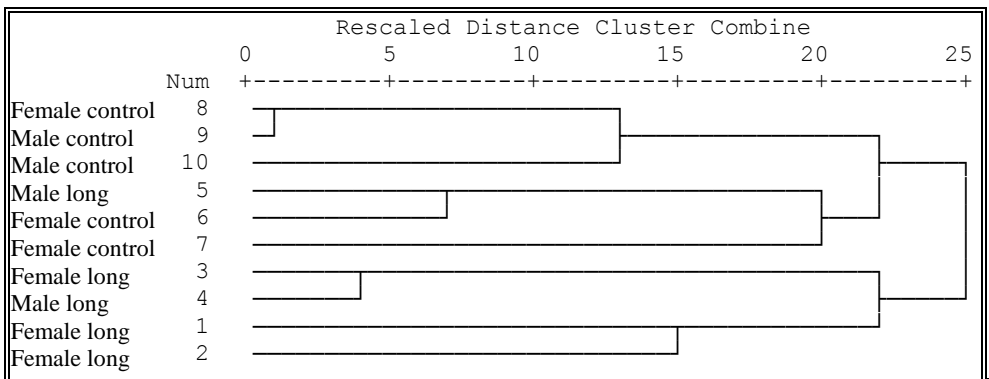 Rescaled Distance Cluster Combine
0 5 10 15 20 25
Num +---------+---------+---------+---------+---------+
Female control 8
Male control 9
Male control 10
Male long 5
Female control 6
Female control 7
Female long 3
Male long 4
Female long 1
Female long 2